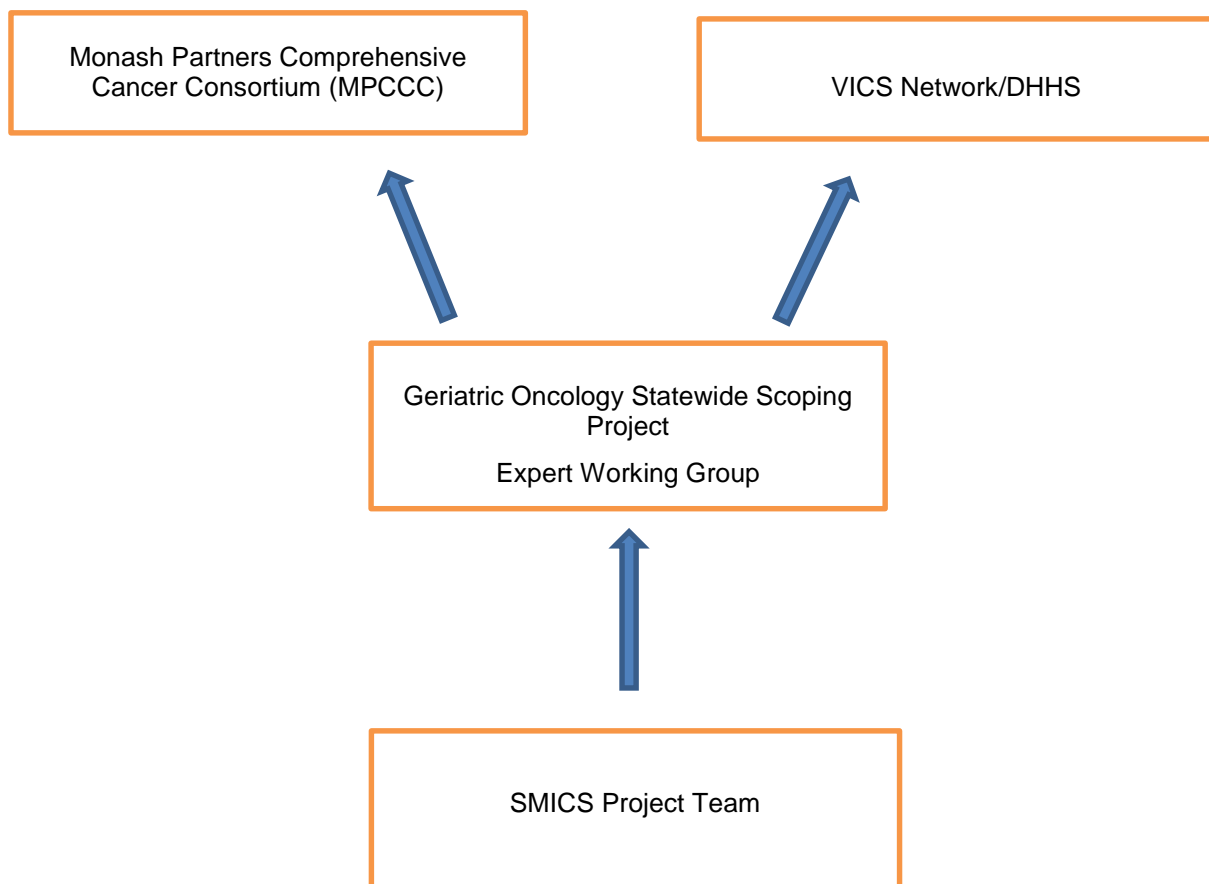 Monash Partners Comprehensive
Cancer Consortium (MPCCC)
VICS Network/DHHS
Geriatric Oncology Statewide Scoping
Project
Expert Working Group
SMICS Project Team